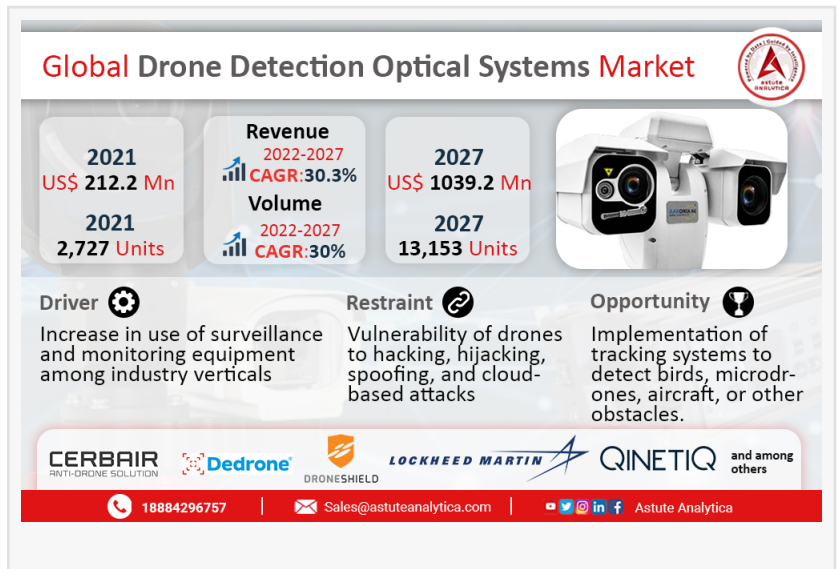 Global Drone Detection Optical Systems Market
astute
ANALYTICA
2021
US$ 212.2 Mn
2021
2,727 Units
Revenue
2022-2027
CAGR:30.3%
Volume
2022-2027
CAGR:30%
2027
US$ 1039.2 Mn
2027
13,153 Units
Driver
Increase in use of surveillance
and monitoring equipment
among industry verticals
Restraint
Vulnerability of drones
to hacking, hijacking,
spoofing, and cloud-
based attacks
Opportunity
Implementation of
tracking systems to
detect birds, microdr-
ones, aircraft, or other
obstacles.
CERBAIR
ANTI-DRONE SOLUTION
Dedrone
DRONESHIELD
LOCKHEED MARTIN
QINETIQ
and among
others
18884296757
Sales@astuteanalytica.com
Astute Analytica